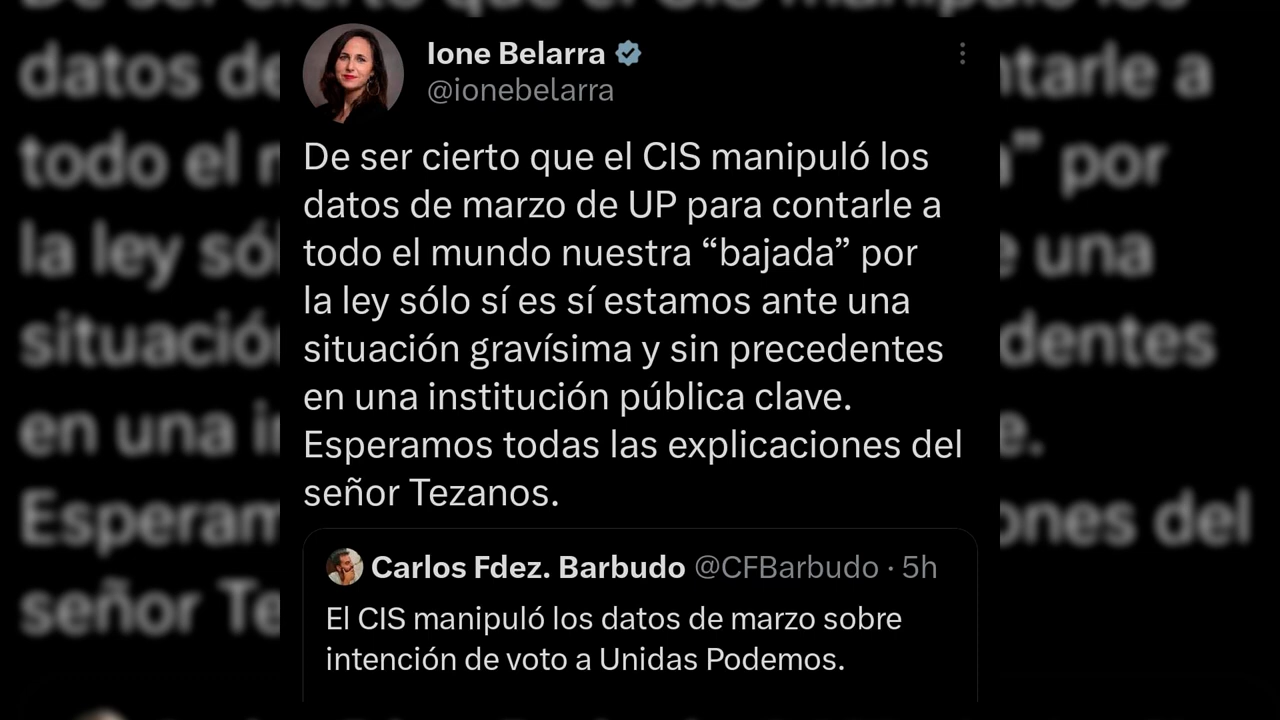 Ione Belarra
@ionebelarra
De ser cierto que el CIS manipuló los
datos de marzo de UP para contarle a
todo el mundo nuestra “bajada” por
la ley sólo sí es sí estamos ante una
situación gravísima y sin precedentes
en una institución pública clave.
Esperamos todas las explicaciones del
señor Tezanos.
Carlos Fdez. Barbudo @CFBarbudo · 5h
El CIS manipuló los datos de marzo sobre
intención de voto a Unidas Podemos.